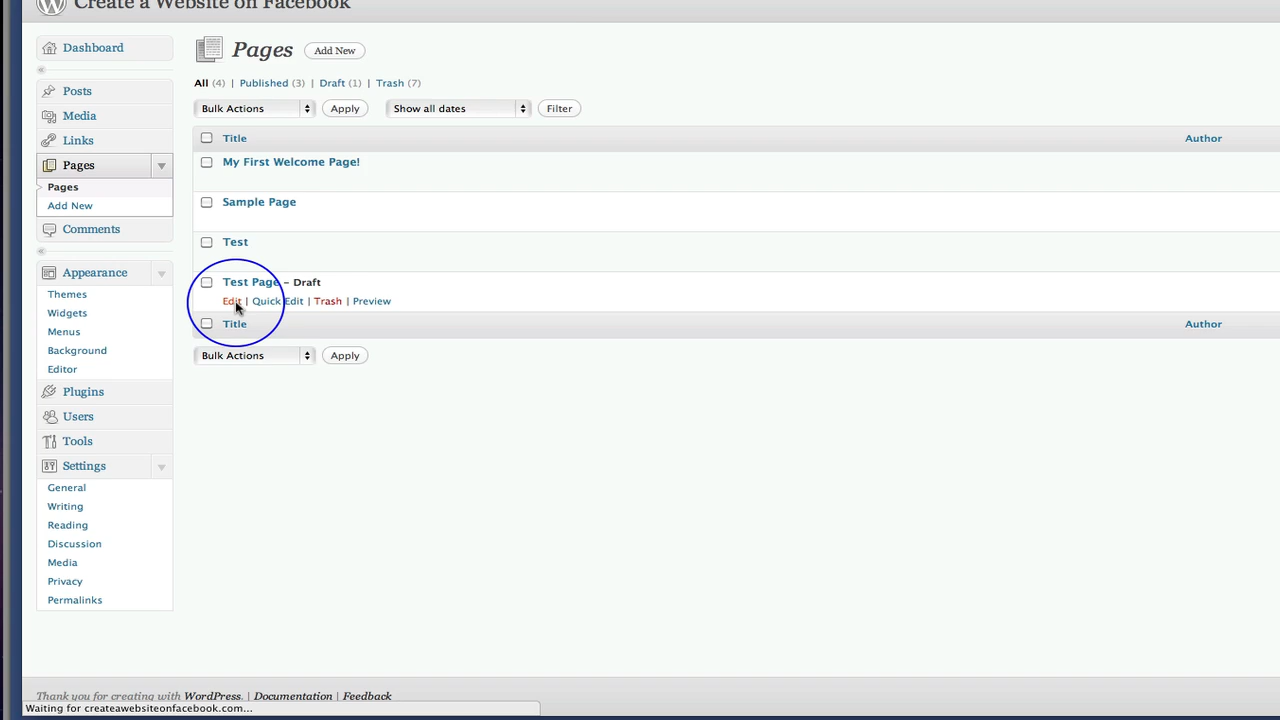 Create a Website on Facebook
Dashboard
Posts
Media
Links
Pages
Pages
Add New
Comments
Appearance
Themes
Widgets
Menus
Background
Editor
Plugins
Users
Tools
Settings
General
Writing
Reading
Discussion
Media
Privacy
Permalinks
Pages Add New
All (4) | Published (3) | Draft (1) | Trash (7)
Bulk Actions Apply Show all dates Filter
Title Author
My First Welcome Page!
Sample Page
Test
Test Page – Draft
Edit | Quick Edit | Trash | Preview
Title Author
Bulk Actions Apply
Thank you for creating with WordPress. | Documentation | Feedback
Waiting for createawebsiteonfacebook.com...